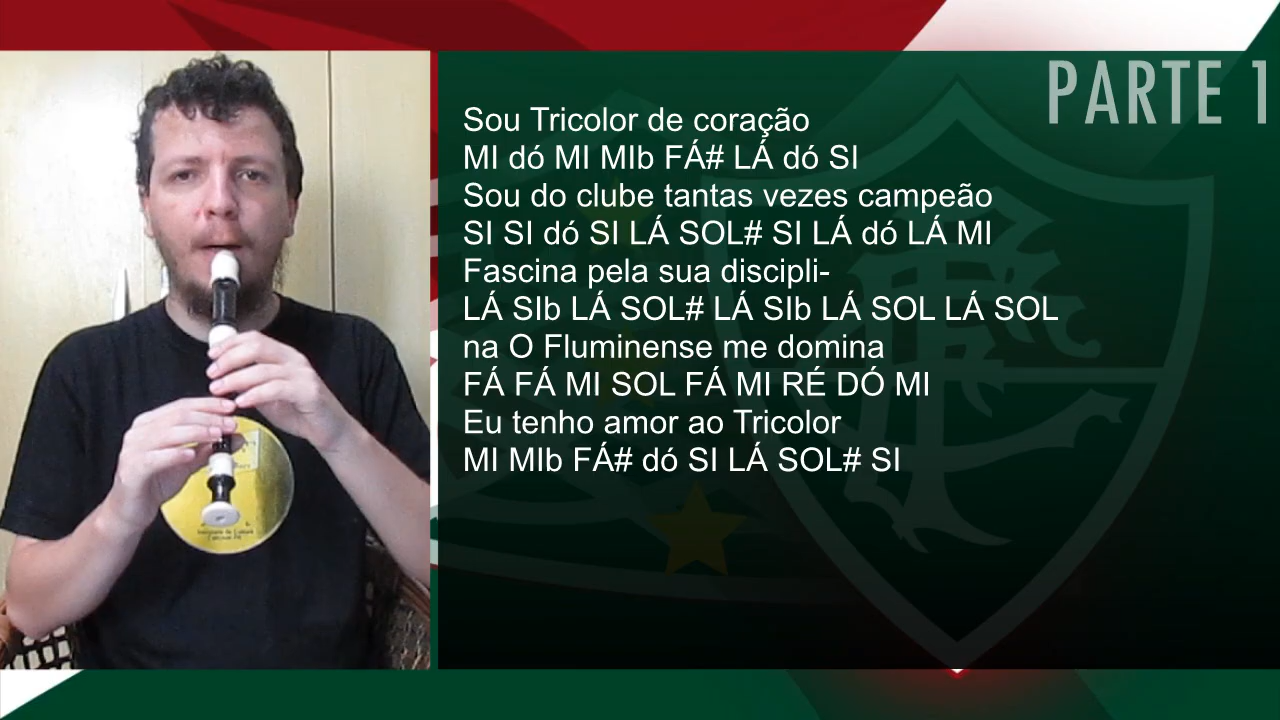 PARTE 1
Sou Tricolor de coração
MI dó MI MIb FÁ# LÁ dó SI
Sou do clube tantas vezes campeão
SI SI dó SI LÁ SOL# SI LÁ dó LÁ MI
Fascina pela sua discipli-
LÁ SIb LÁ SOL# LÁ SIb LÁ SOL LÁ SOL
na O Fluminense me domina
FÁ FÁ MI SOL FÁ MI RÉ DÓ MI
Eu tenho amor ao Tricolor
MI MIb FÁ# dó SI LÁ SOL# SI